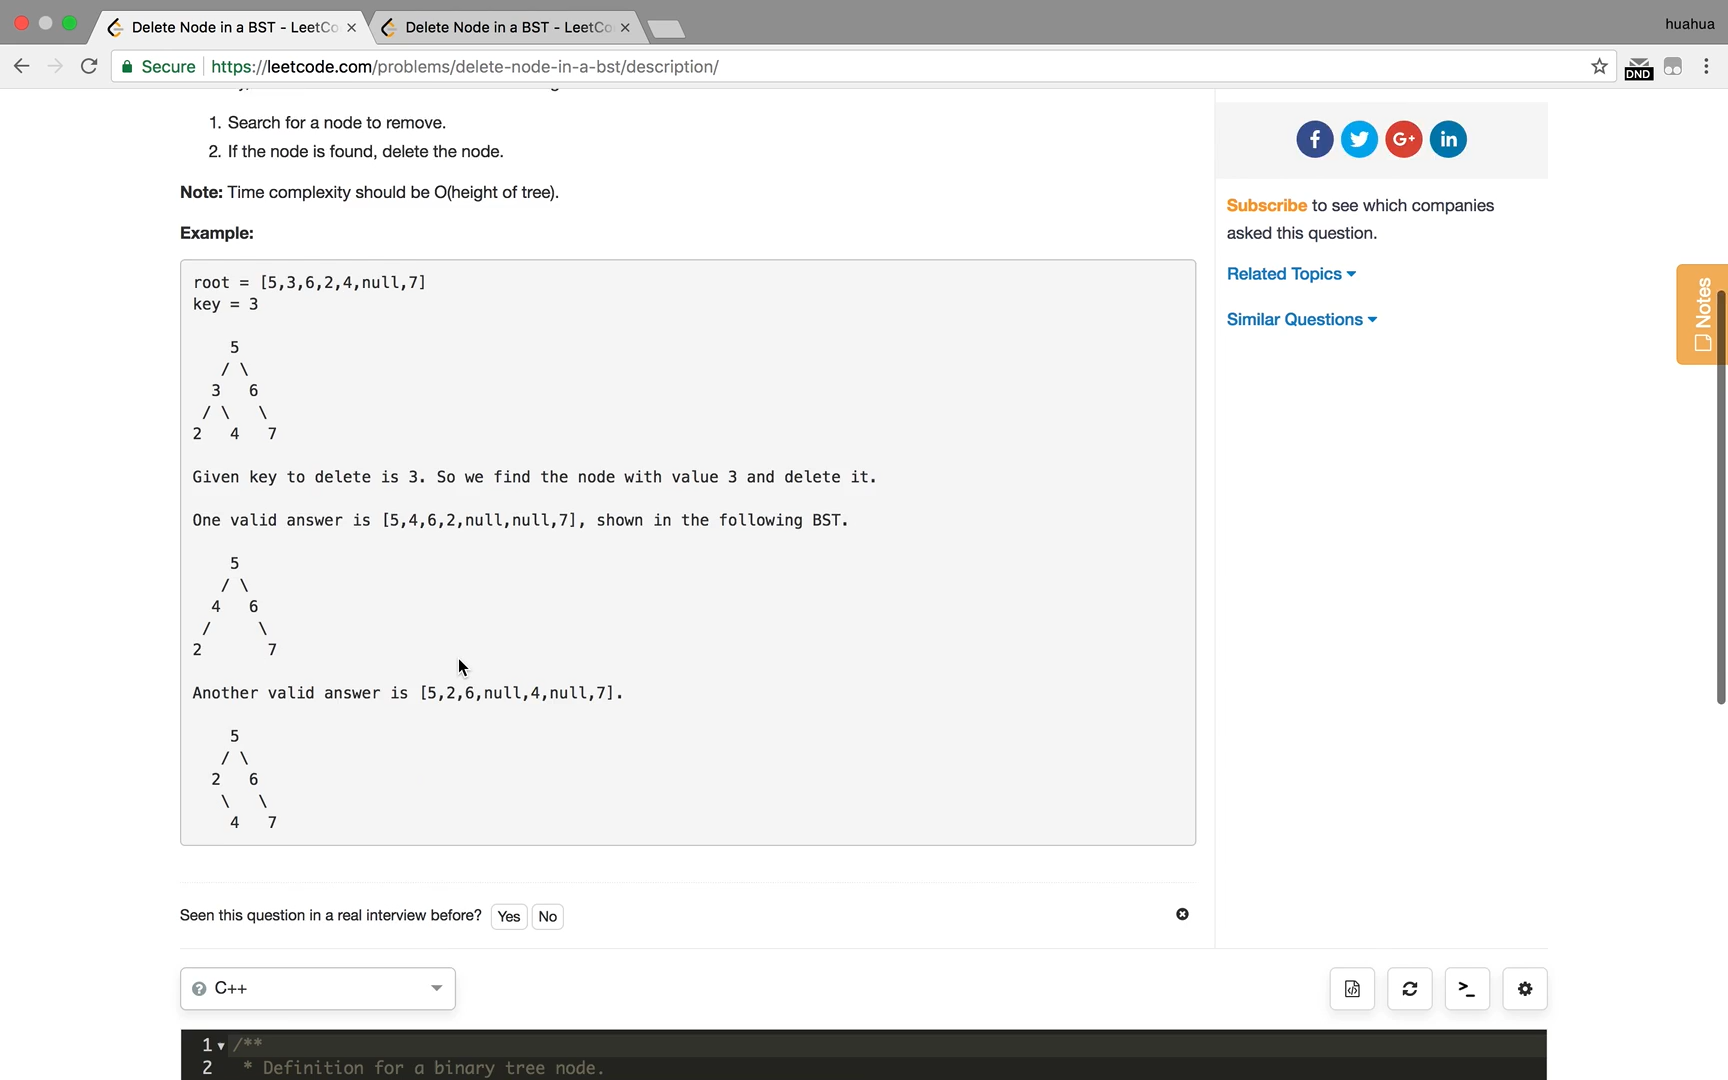 huahua
Delete Node in a BST - LeetCo
Delete Node in a BST - LeetCo
Secure
https://leetcode.com/problems/delete-node-in-a-bst/description/
DND
1. Search for a node to remove.
2. If the node is found, delete the node.
Note: Time complexity should be O(height of tree).
Example:
root = [5,3,6,2,4,null,7]
key = 3
5
/ \
3 6
/ \ \
2 4 7
Given key to delete is 3. So we find the node with value 3 and delete it.
One valid answer is [5,4,6,2,null,null,7], shown in the following BST.
5
/ \
4 6
/ \
2 7
Another valid answer is [5,2,6,null,4,null,7].
5
/ \
2 6
\ \
4 7
f
G+
in
Subscribe to see which companies
asked this question.
Related Topics
Similar Questions
Notes
Seen this question in a real interview before? Yes No
? C++
>_
1 /**
2 * Definition for a binary tree node.